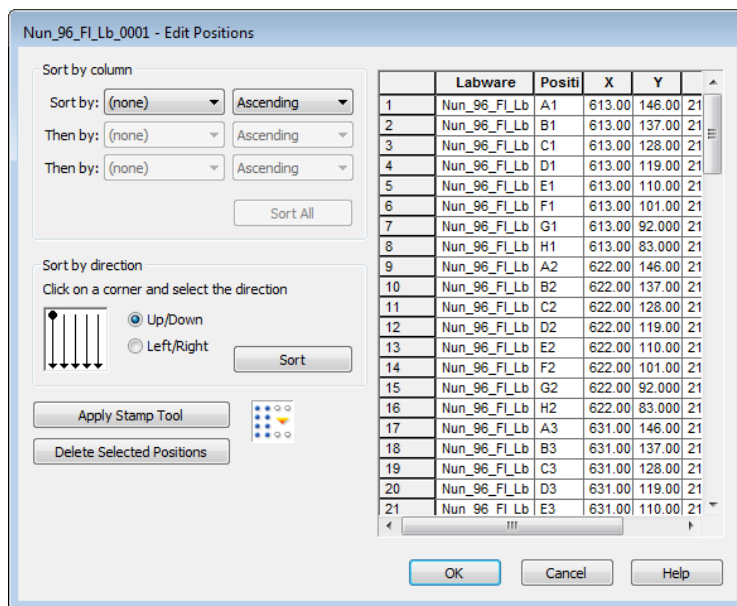 Nun_96_Fl_Lb_0001 - Edit Positions
Sort by column
Sort by: (none) Ascending
Then by: (none) Ascending
Then by: (none) Ascending
Sort All
Sort by direction
Click on a corner and select the direction
Up/Down
Left/Right
Sort
Apply Stamp Tool
Delete Selected Positions
Labware Positi X Y
1 Nun_96_Fl_Lb A1 613.00 146.00 21
2 Nun_96_Fl_Lb B1 613.00 137.00 21
3 Nun_96_Fl_Lb C1 613.00 128.00 21
4 Nun_96_Fl_Lb D1 613.00 119.00 21
5 Nun_96_Fl_Lb E1 613.00 110.00 21
6 Nun_96_Fl_Lb F1 613.00 101.00 21
7 Nun_96_Fl_Lb G1 613.00 92.000 21
8 Nun_96_Fl_Lb H1 613.00 83.000 21
9 Nun_96_Fl_Lb A2 622.00 146.00 21
10 Nun_96_Fl_Lb B2 622.00 137.00 21
11 Nun_96_Fl_Lb C2 622.00 128.00 21
12 Nun_96_Fl_Lb D2 622.00 119.00 21
13 Nun_96_Fl_Lb E2 622.00 110.00 21
14 Nun_96_Fl_Lb F2 622.00 101.00 21
15 Nun_96_Fl_Lb G2 622.00 92.000 21
16 Nun_96_Fl_Lb H2 622.00 83.000 21
17 Nun_96_Fl_Lb A3 631.00 146.00 21
18 Nun_96_Fl_Lb B3 631.00 137.00 21
19 Nun_96_Fl_Lb C3 631.00 128.00 21
20 Nun_96_Fl_Lb D3 631.00 119.00 21
21 Nun_96_Fl_Lb E3 631.00 110.00 21
OK Cancel Help